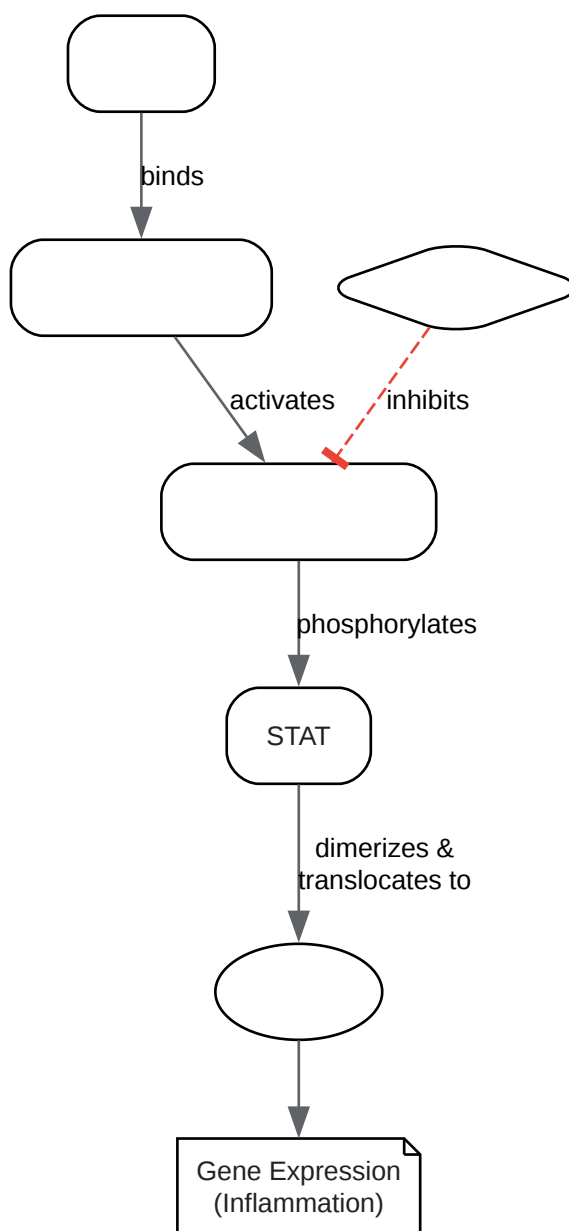 binds
activates
inhibits
phosphorylates
STAT
dimerizes &
translocates to
Gene Expression
(Inflammation)